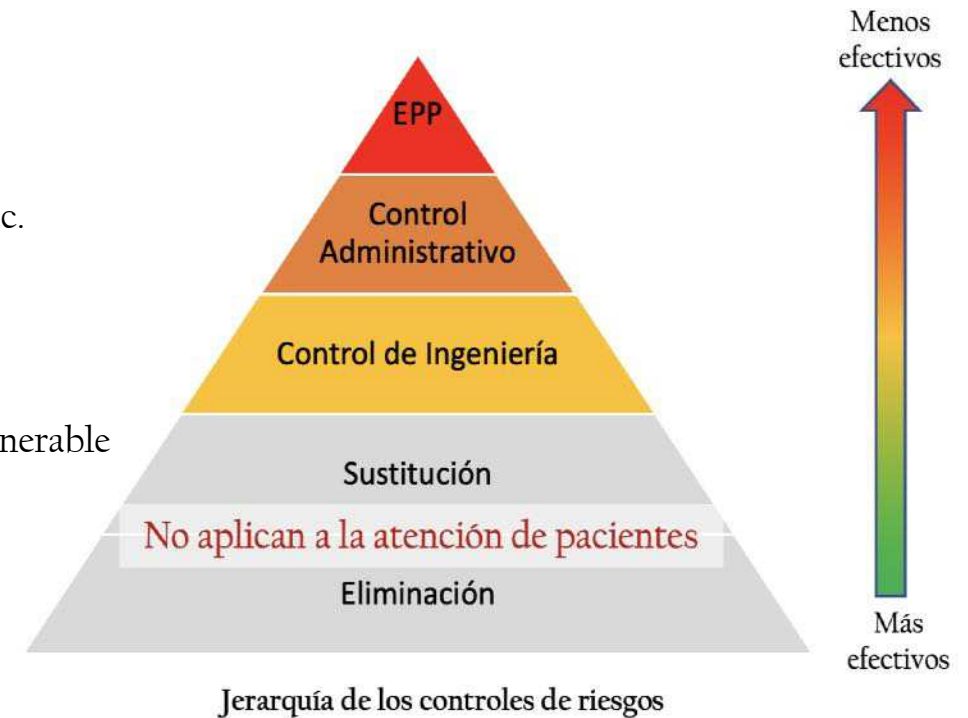 Menos
efectivos
EPP
c.
Control
Administrativo
Control de Ingeniería
nerable
Sustitución
No aplican a la atención de pacientes
Eliminación
Más
efectivos
Jerarquía de los controles de riesgos